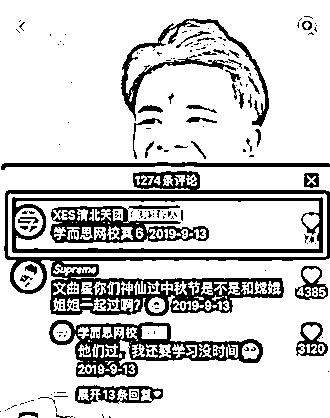 1274条评论
XES清北天团
学而思网校真6 2019-9-13
Supreme
文曲星你们神仙过中秋节是不是和嫦娥
姐姐一起过啊? 2019-9-13
4385
学而思网校
他们过，我还要学习没时间
2019-9-13
3120
展开13条回复